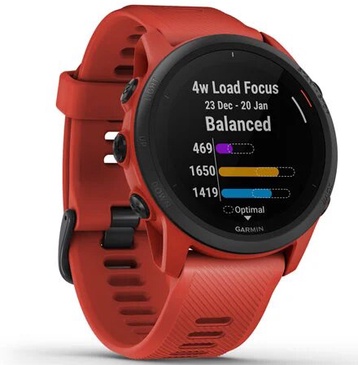 4w Load Focus
23 Dec - 20 Jan
Balanced
469
1650
1419
Optimal
GARMIN